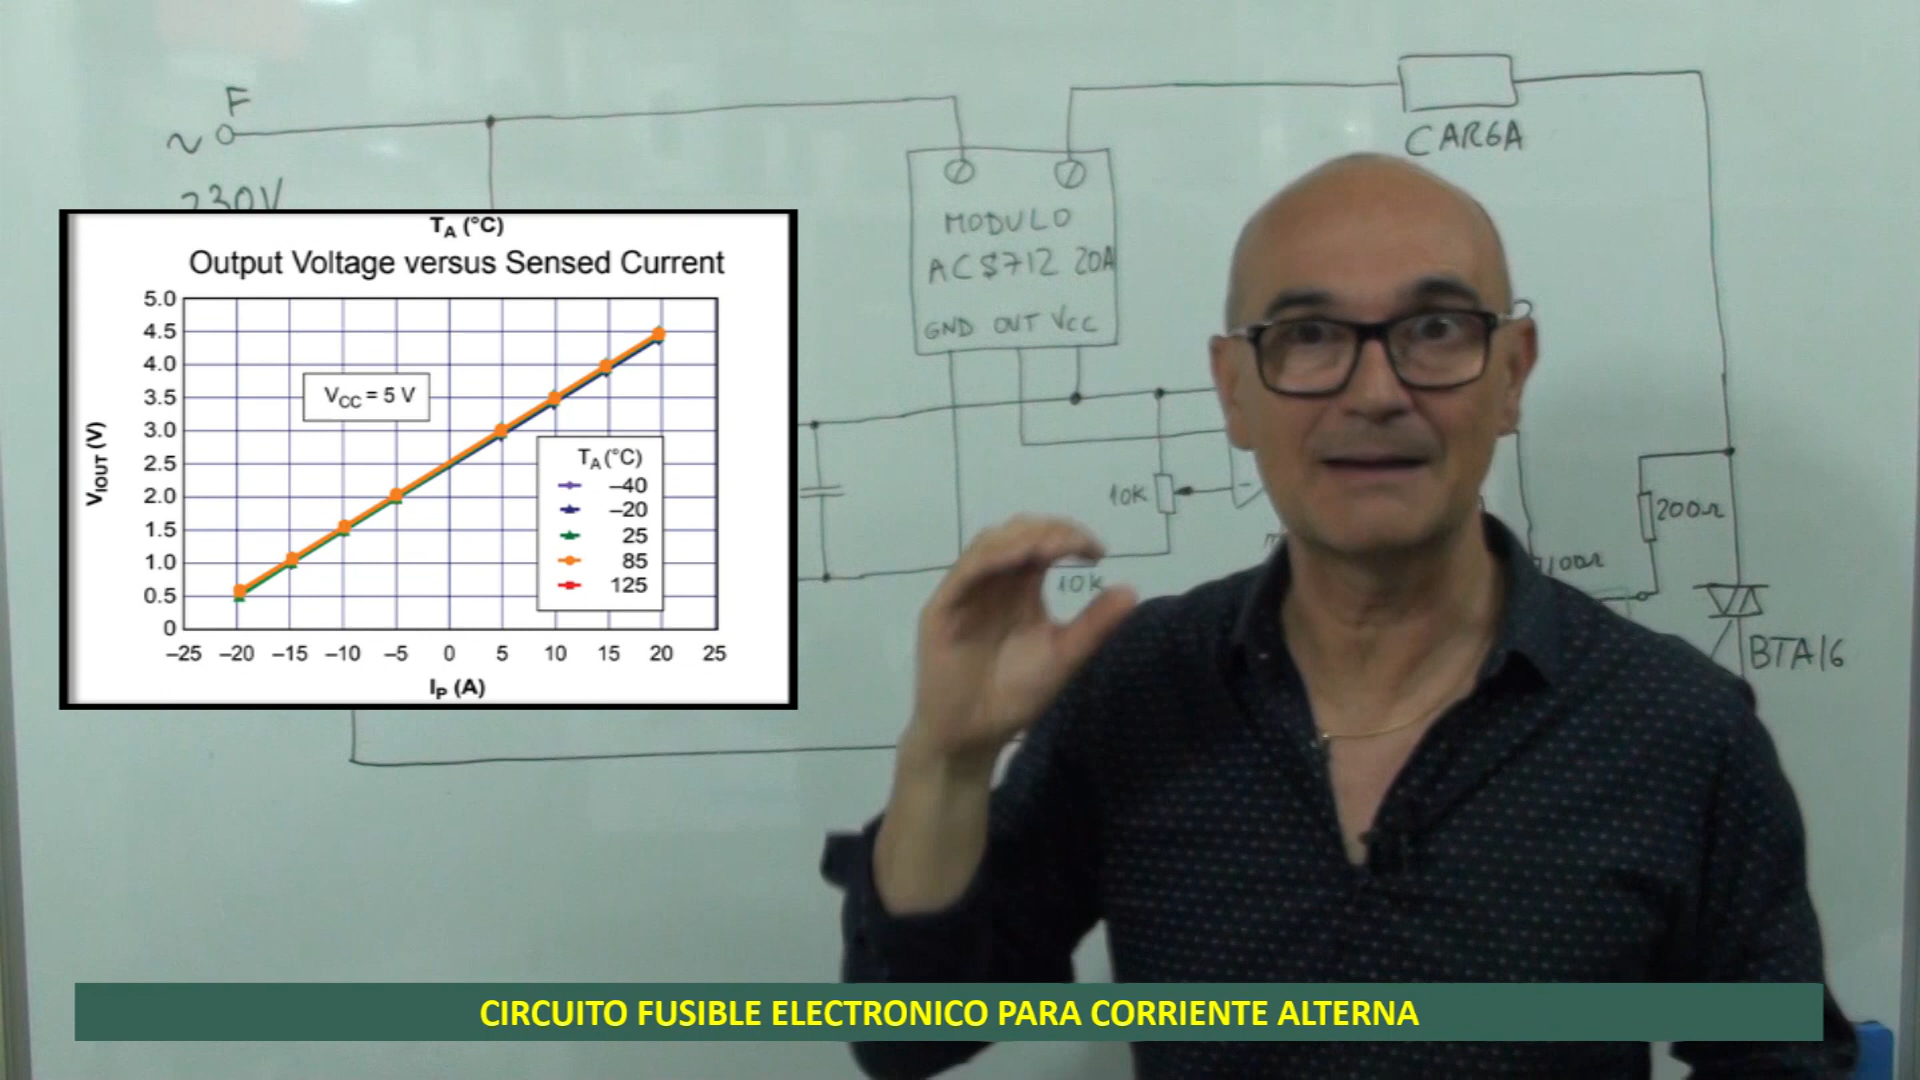 F
~
230V
CARGA
MODULO
ACS712 20A
GND OUT VCC
10K
10K
200Ω
100Ω
BTA16
TA (°C)
Output Voltage versus Sensed Current
5.0
4.5
4.0
3.5
3.0
2.5
2.0
1.5
1.0
0.5
0
VCC = 5 V
TA (°C)
–40
–20
25
85
125
VIOUT (V)
–25 –20 –15 –10 –5 0 5 10 15 20 25
IP (A)
CIRCUITO FUSIBLE ELECTRONICO PARA CORRIENTE ALTERNA